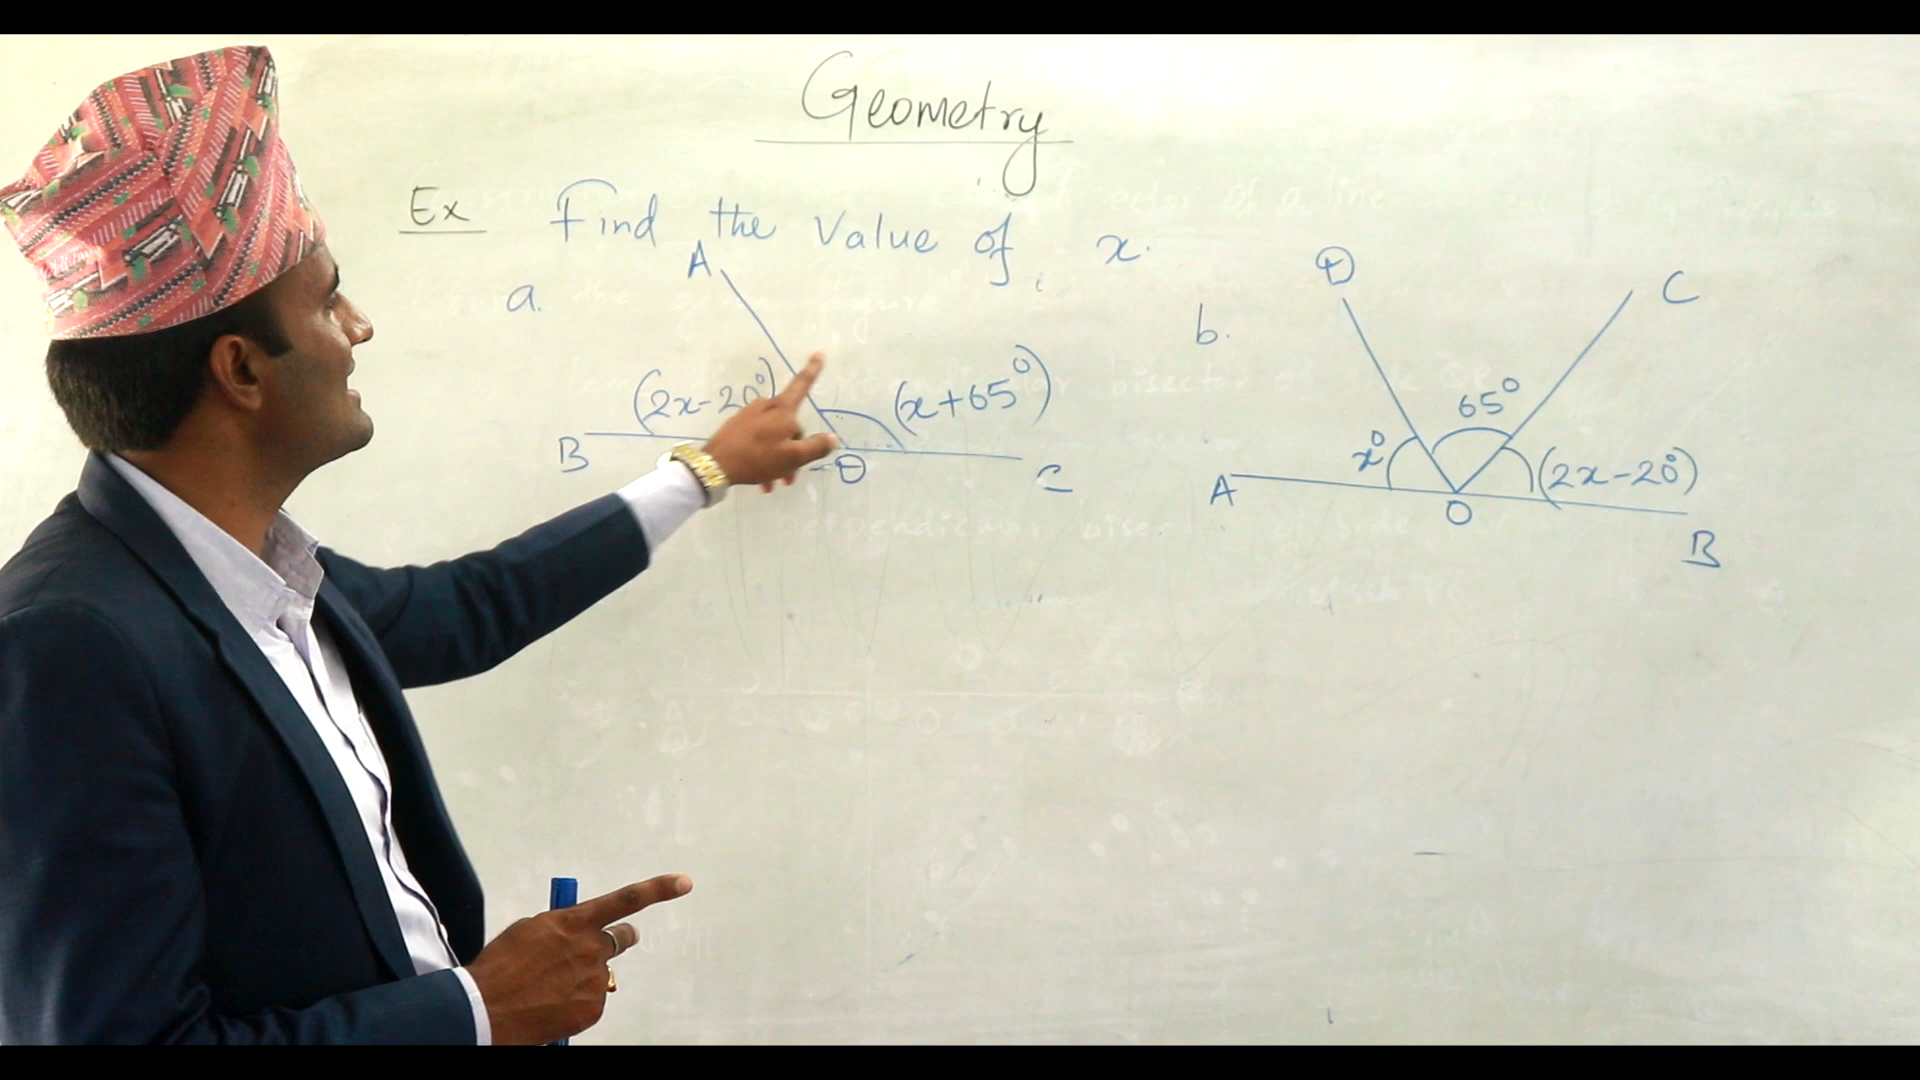 Geometry
Ex Find the Value of x.
a.
A
(2x-20°)
(x+65°)
B
D
C
b.
D
C
65°
x°
(2x-20°)
A
O
B